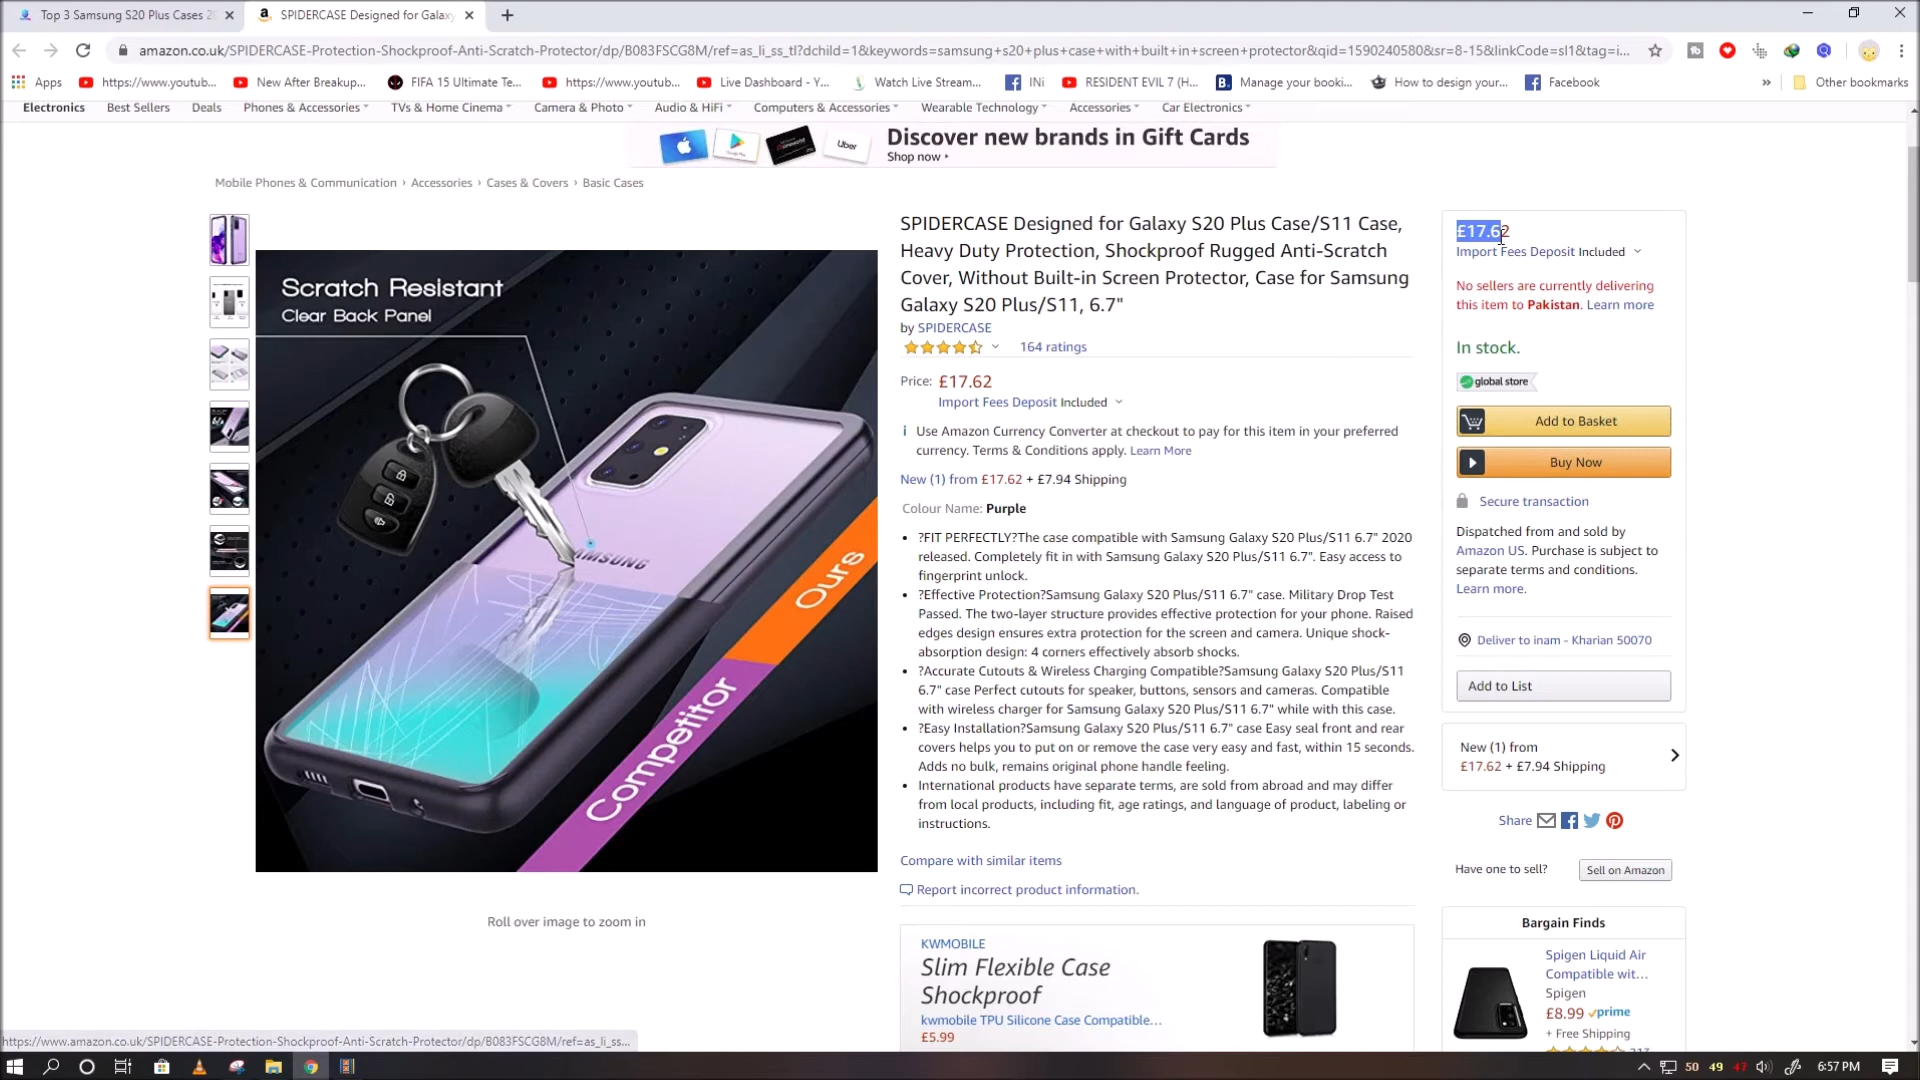 Top 3 Samsung S20 Plus Cases 2
SPIDERCASE Designed for Galaxy
amazon.co.uk/SPIDERCASE-Protection-Shockproof-Anti-Scratch-Protector/dp/B083FSCG8M/ref=as_li_ss_tl?dchild=1&keywords=samsung+s20+plus+case+with+built+in+screen+protector&qid=1590240580&sr=8-15&linkCode=sl1&tag=i...
Apps
https://www.youtub...
New After Breakup...
FIFA 15 Ultimate Te...
https://www.youtub...
Live Dashboard - Y...
Watch Live Stream...
INi
RESIDENT EVIL 7 (H...
Manage your booki...
How to design your...
Facebook
»
Other bookmarks
Electronics
Best Sellers
Deals
Phones & Accessories
TVs & Home Cinema
Camera & Photo
Audio & HiFi
Computers & Accessories
Wearable Technology
Accessories
Car Electronics
Uber
Discover new brands in Gift Cards
Shop now
Mobile Phones & Communication › Accessories › Cases & Covers › Basic Cases
Scratch Resistant
Clear Back Panel
SAMSUNG
Ours
Competitor
Roll over image to zoom in
SPIDERCASE Designed for Galaxy S20 Plus Case/S11 Case,
Heavy Duty Protection, Shockproof Rugged Anti-Scratch
Cover, Without Built-in Screen Protector, Case for Samsung
Galaxy S20 Plus/S11, 6.7"
by SPIDERCASE
164 ratings
Price: £17.62
Import Fees Deposit Included
i Use Amazon Currency Converter at checkout to pay for this item in your preferred
currency. Terms & Conditions apply. Learn More
New (1) from £17.62 + £7.94 Shipping
Colour Name: Purple
• ?FIT PERFECTLY?The case compatible with Samsung Galaxy S20 Plus/S11 6.7" 2020
released. Completely fit in with Samsung Galaxy S20 Plus/S11 6.7". Easy access to
fingerprint unlock.
• ?Effective Protection?Samsung Galaxy S20 Plus/S11 6.7" case. Military Drop Test
Passed. The two-layer structure provides effective protection for your phone. Raised
edges design ensures extra protection for the screen and camera. Unique shock-
absorption design: 4 corners effectively absorb shocks.
• ?Accurate Cutouts & Wireless Charging Compatible?Samsung Galaxy S20 Plus/S11
6.7" case Perfect cutouts for speaker, buttons, sensors and cameras. Compatible
with wireless charger for Samsung Galaxy S20 Plus/S11 6.7" while with this case.
• ?Easy Installation?Samsung Galaxy S20 Plus/S11 6.7" case Easy seal front and rear
covers helps you to put on or remove the case very easy and fast, within 15 seconds.
Adds no bulk, remains original phone handle feeling.
• International products have separate terms, are sold from abroad and may differ
from local products, including fit, age ratings, and language of product, labeling or
instructions.
Compare with similar items
Report incorrect product information.
KWMOBILE
Slim Flexible Case
Shockproof
kwmobile TPU Silicone Case Compatible...
£5.99
£17.62
Import Fees Deposit Included
No sellers are currently delivering
this item to Pakistan. Learn more
In stock.
global store
Add to Basket
Buy Now
Secure transaction
Dispatched from and sold by
Amazon US. Purchase is subject to
separate terms and conditions.
Learn more.
Deliver to inam - Kharian 50070
Add to List
New (1) from
£17.62 + £7.94 Shipping
Share
Have one to sell?
Sell on Amazon
Bargain Finds
Spigen Liquid Air
Compatible wit...
Spigen
£8.99 prime
+ Free Shipping
https://www.amazon.co.uk/SPIDERCASE-Protection-Shockproof-Anti-Scratch-Protector/dp/B083FSCG8M/ref=as_li_ss...
50 49 47
6:57 PM